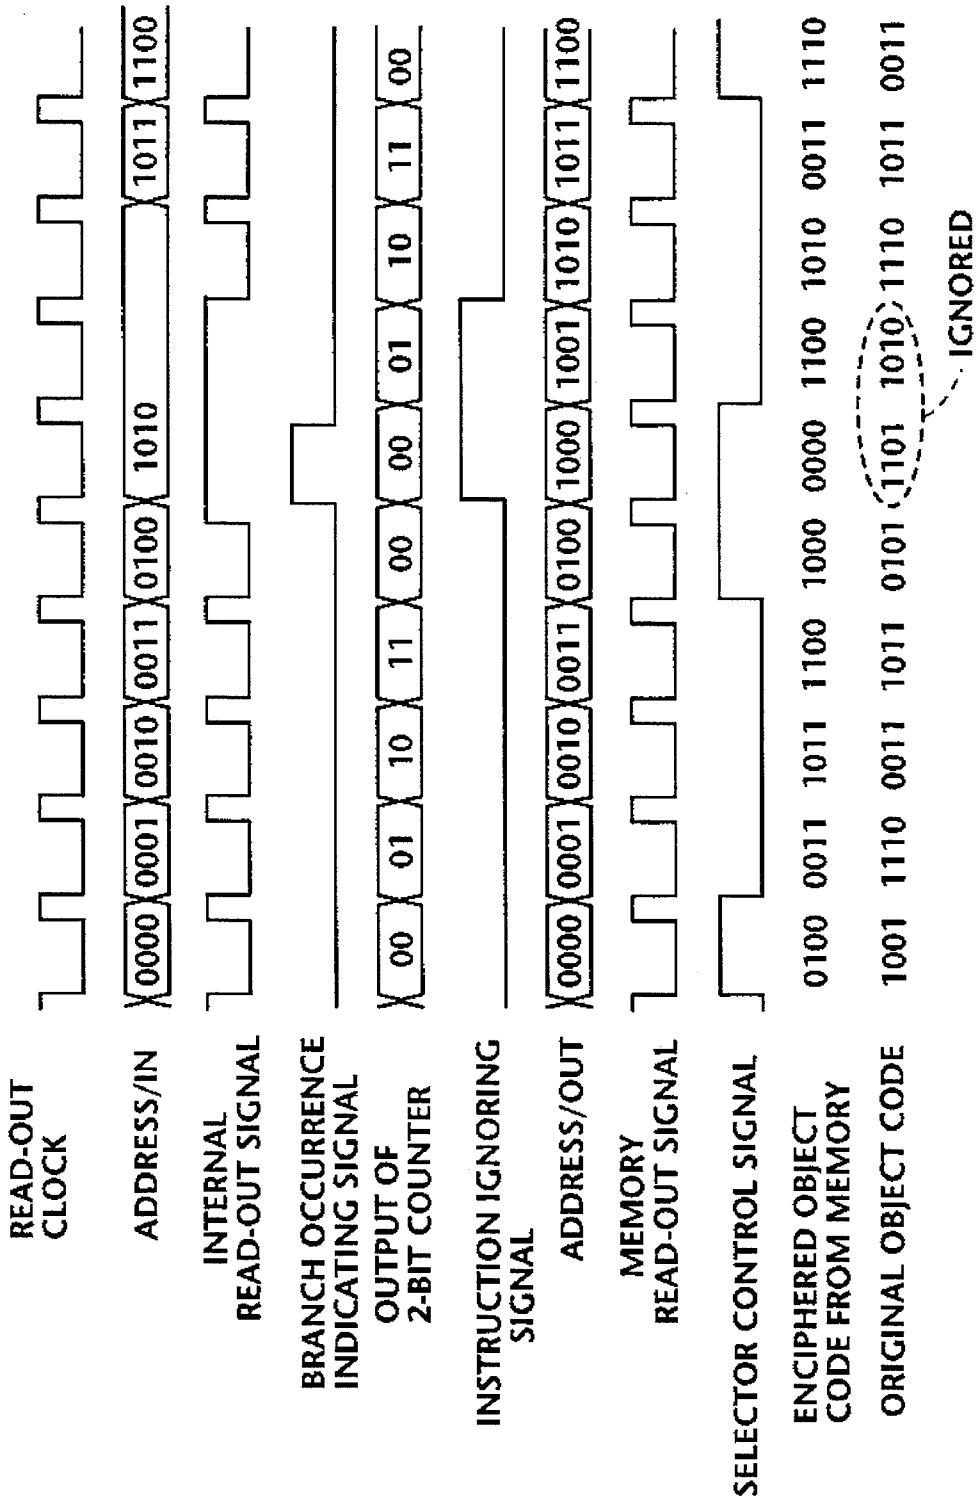 READ-OUT
CLOCK
ADDRESS/IN
0000 0001 0010 0011 0100 1010 1011 1100
INTERNAL
READ-OUT SIGNAL
BRANCH OCCURRENCE
INDICATING SIGNAL
OUTPUT OF
2-BIT COUNTER
00 01 10 11 00 00 01 10 11 00
INSTRUCTION IGNORING
SIGNAL
ADDRESS/OUT
0000 0001 0010 0011 0100 1000 1001 1010 1011 1100
MEMORY
READ-OUT SIGNAL
SELECTOR CONTROL SIGNAL
ENCIPHERED OBJECT
CODE FROM MEMORY
0100 0011 1011 1100 1000 0000 1100 1010 0011 1110
ORIGINAL OBJECT CODE
1001 1110 0011 1011 0101 1101 1010 1110 1011 0011
IGNORED